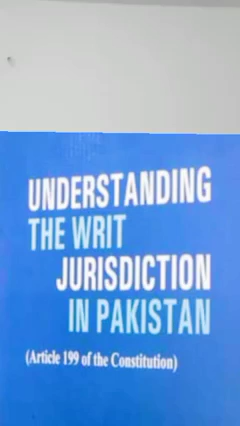 UNDERSTANDING
THE WRIT
JURISDICTION
IN PAKISTAN
(Article 199 of the Constitution)